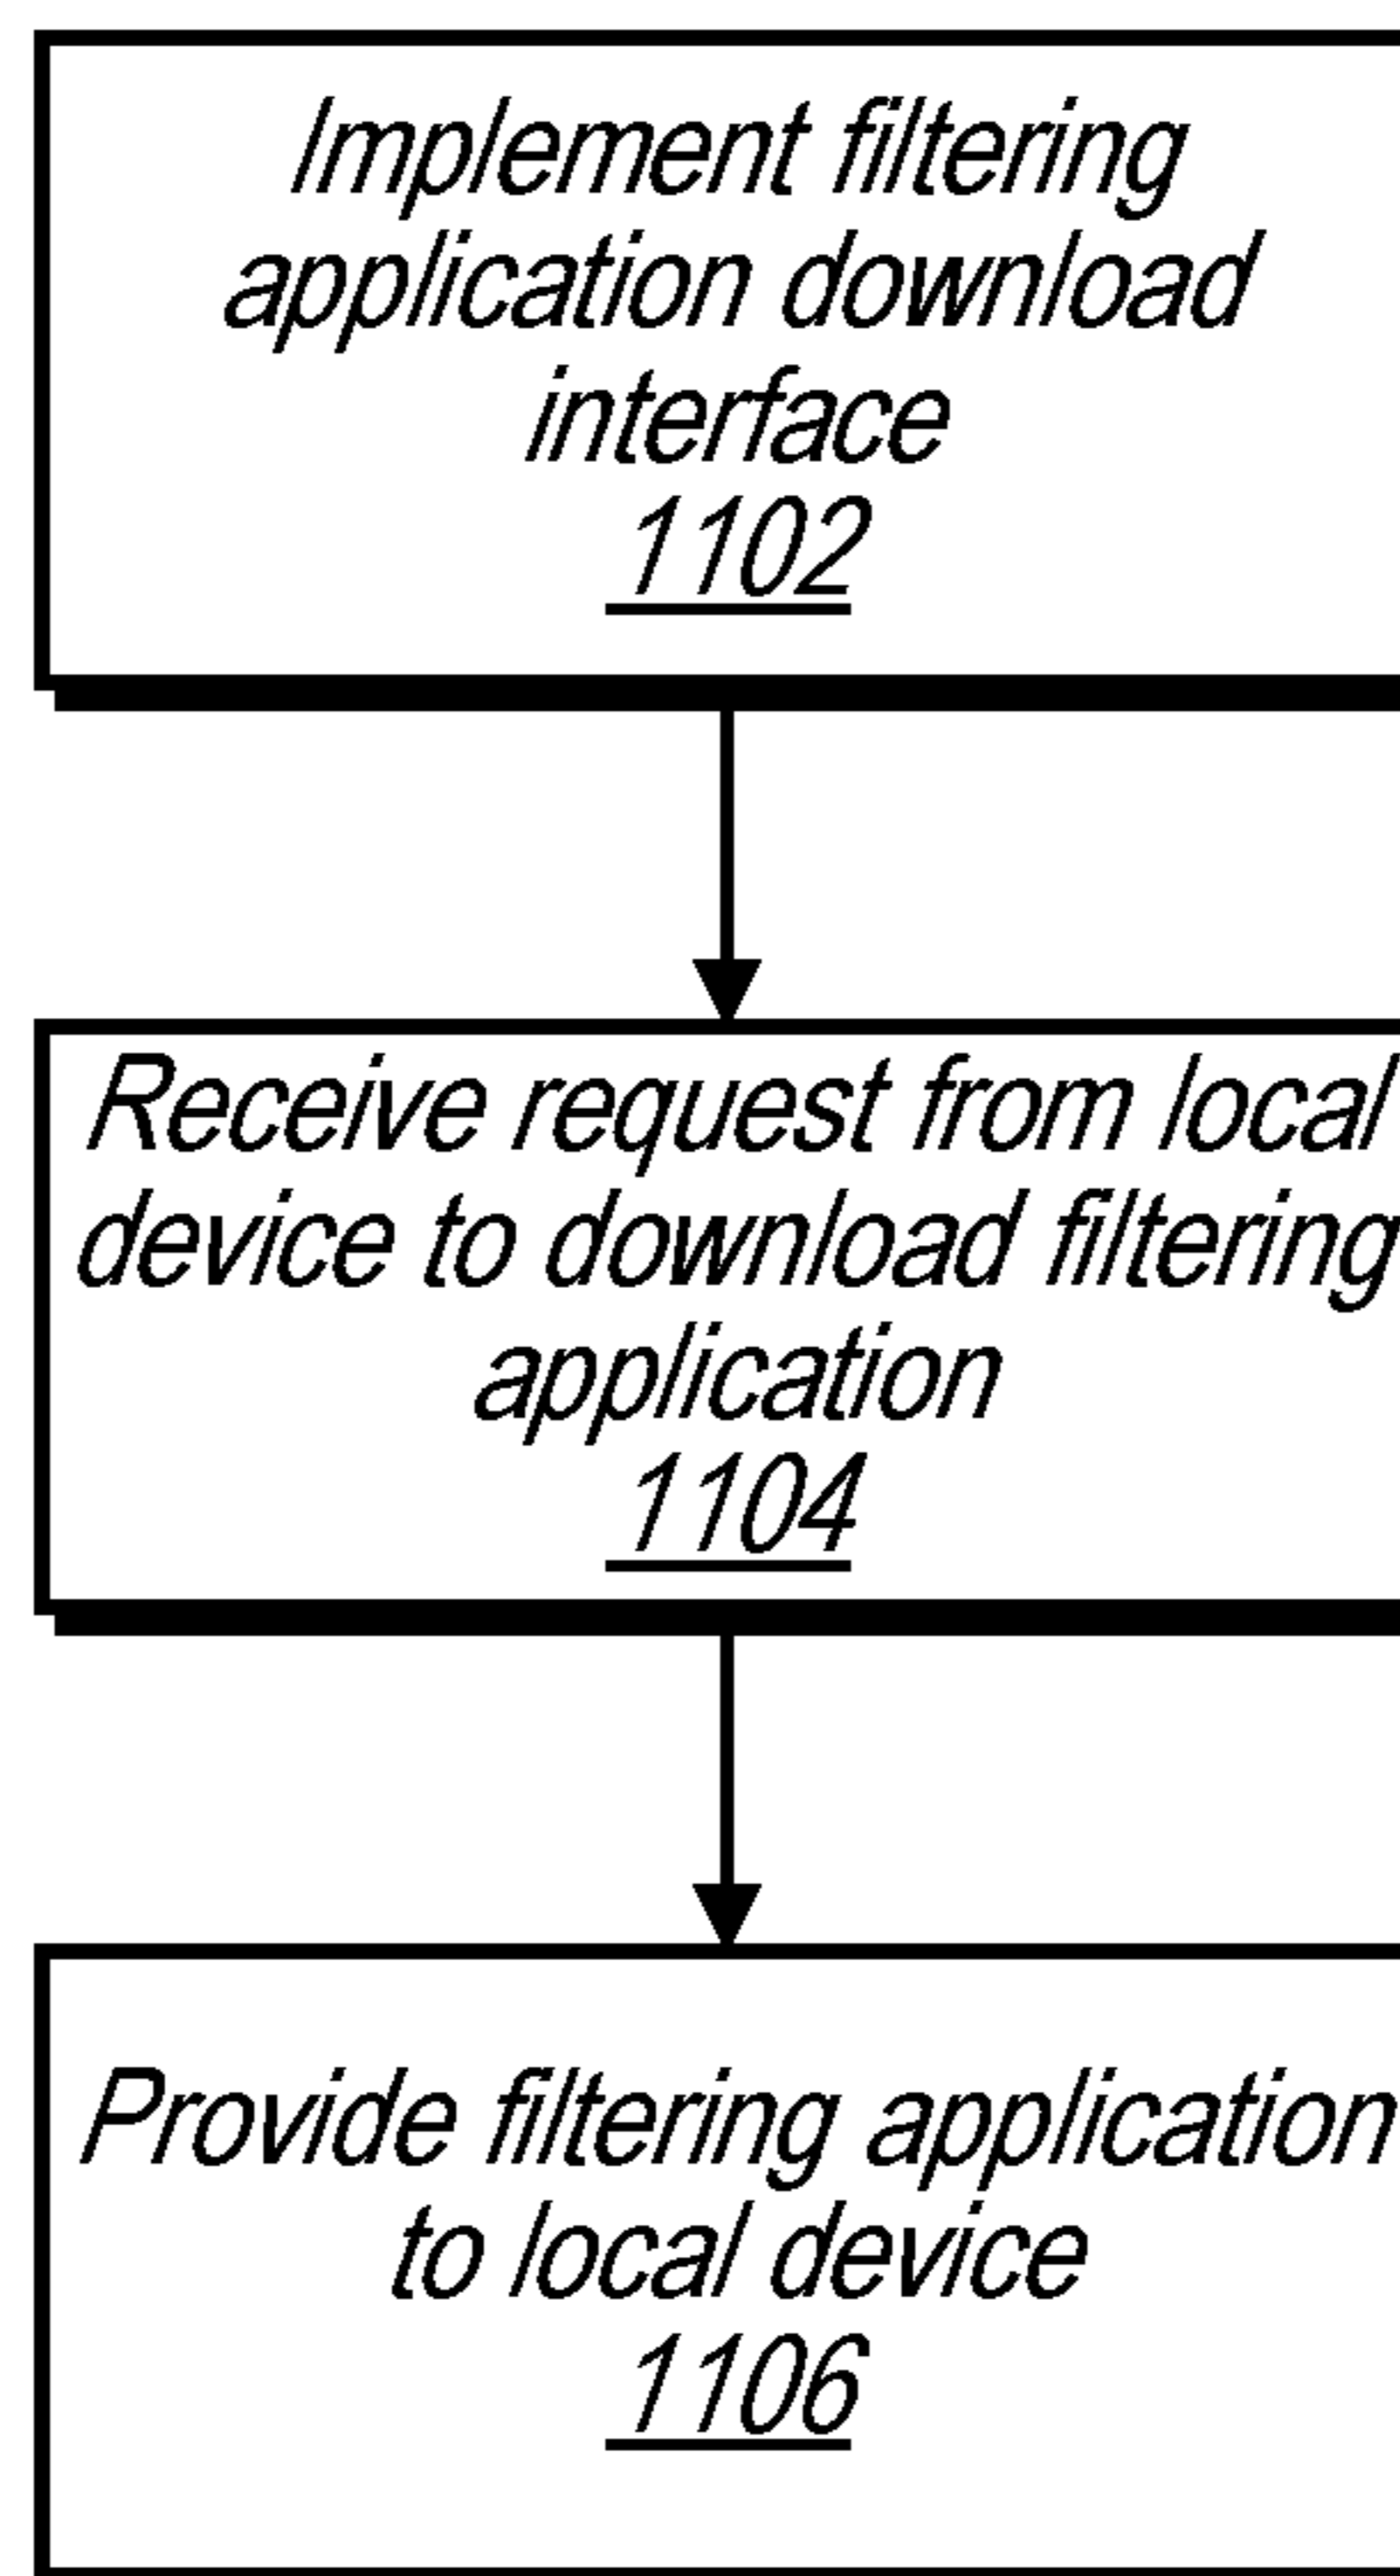 Implement filtering
application download
interface
1102
Receive request from local
device to download filtering
application
1104
Provide filtering application
to local device
1106